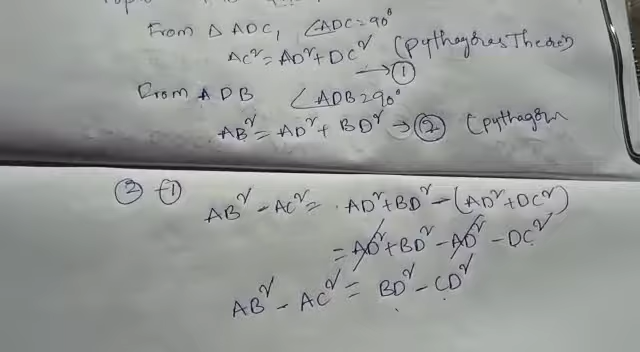 From △ ADC, ∠ADC=90°
AC²=AD²+DC² (Pythagoras Theorem)
→①
From △ ADB ∠ADB=90°
AB²=AD²+BD² →② (Pythagoras
②-① AB²-AC²= AD²+BD²-(AD²+DC²)
=AD²+BD²-AD²-DC²
AB²-AC²=BD²-CD²